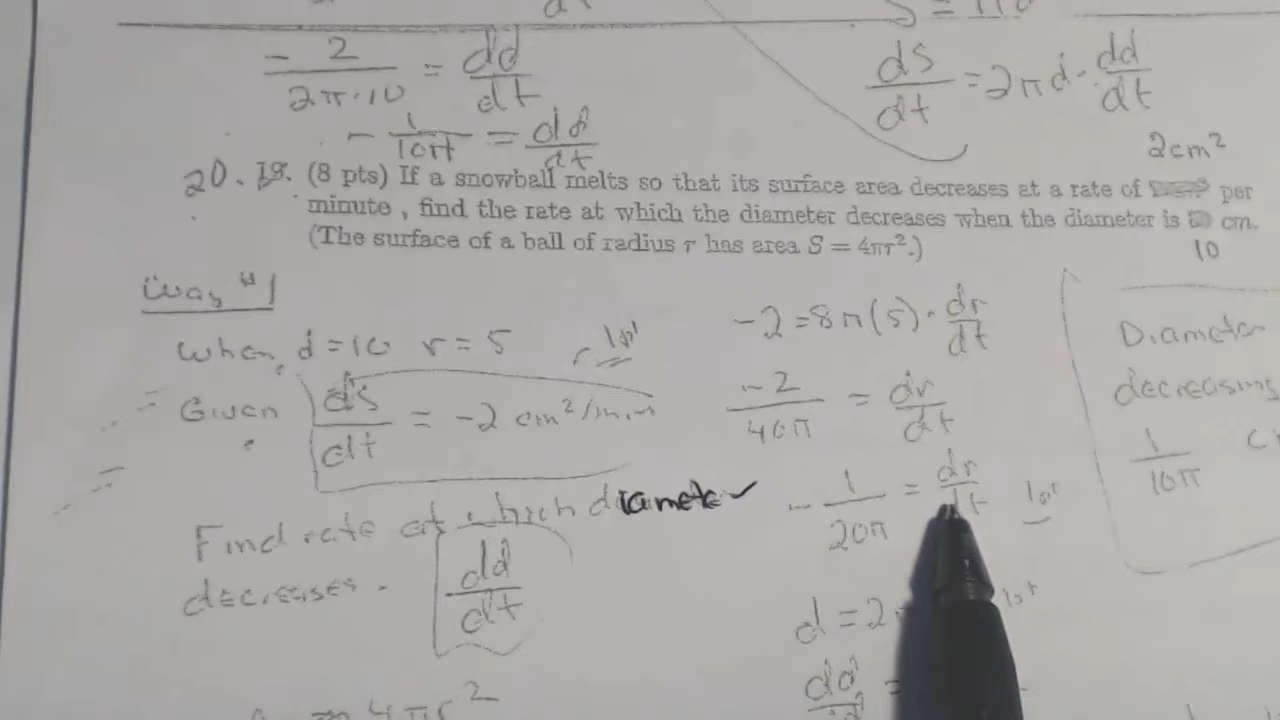 - 2 / 2π·10 = dd/dt
- 1/10π = dd/dt
dS/dt = 2πd · dd/dt
2cm²
20. 19. (8 pts) If a snowball melts so that its surface area decreases at a rate of per
minute, find the rate at which the diameter decreases when the diameter is cm.
(The surface of a ball of radius r has area S = 4πr².)
10
Way #1
When d=10 r=5
Given dS/dt = -2 cm²/min
Find rate at which diameter
decreases.
dd/dt
4πr²
-2=8π(5)·dr/dt
-2/40π = dr/dt
-1/20π = dr/dt
d=2
dd
Diameter
decreasing
1/10π